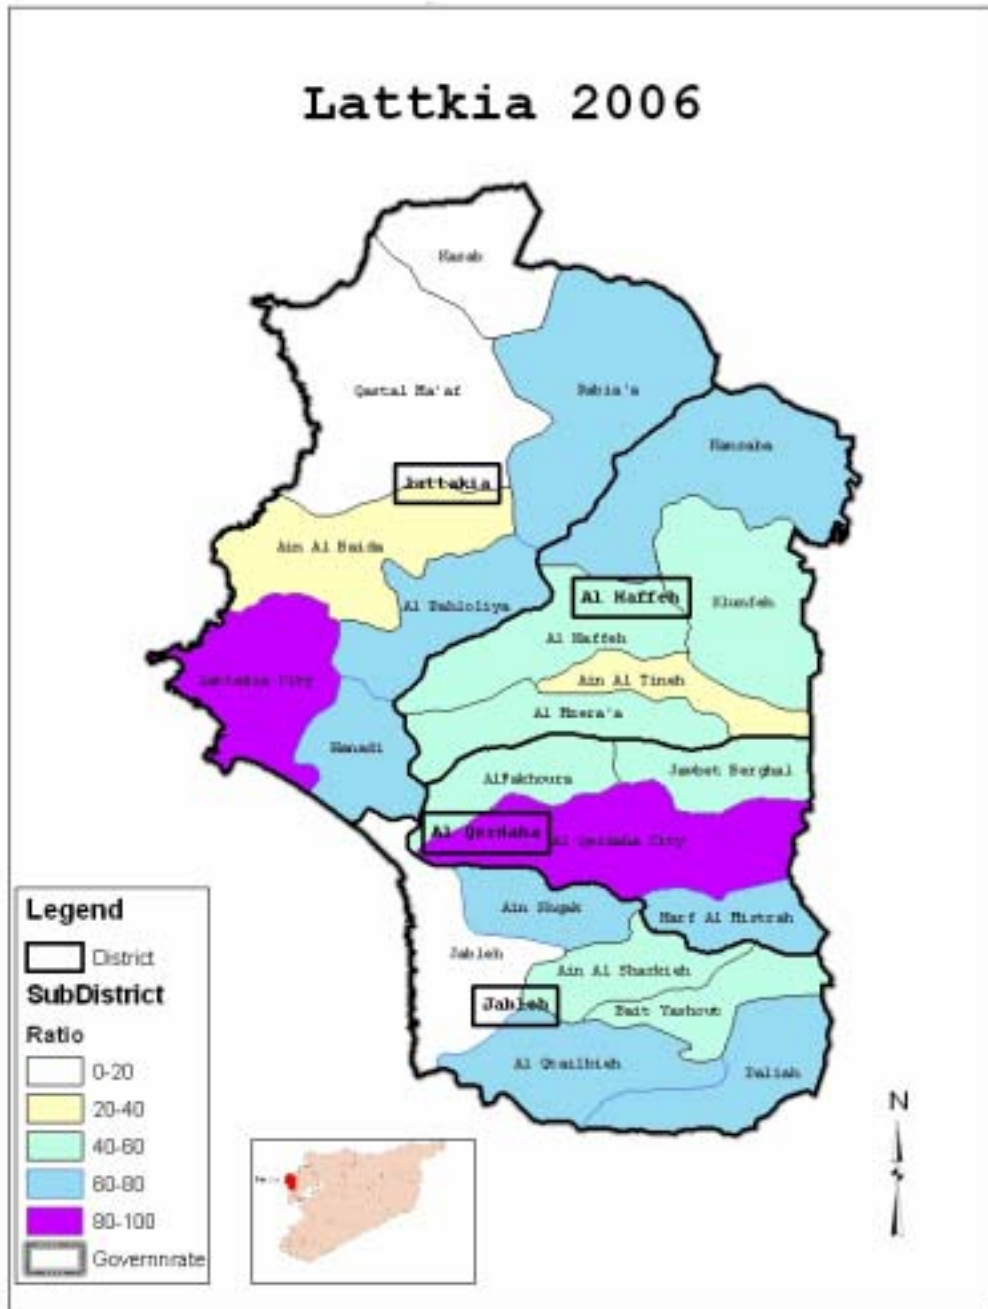 Lattkia 2006
Kasab
Qastal Ma'af
Rabia'a
Kansaba
Lattakia
Ain Al Baida
Al Bahloliya
Al Haffeh
Slunfeh
Al Haffeh
Ain Al Tineh
Lattakia City
Al Mzera'a
Hanadi
Jawbet Berghal
AlFakhoura
Al Qerdaha
Al Qerdaha City
Ain Shqak
Harf Al Mistrah
Jableh
Ain Al Sharkieh
Jableh
Bait Yashout
Al Qtailbieh
Daliah
Legend
District
SubDistrict
Ratio
0-20
20-40
40-60
60-80
80-100
Governnrate
N